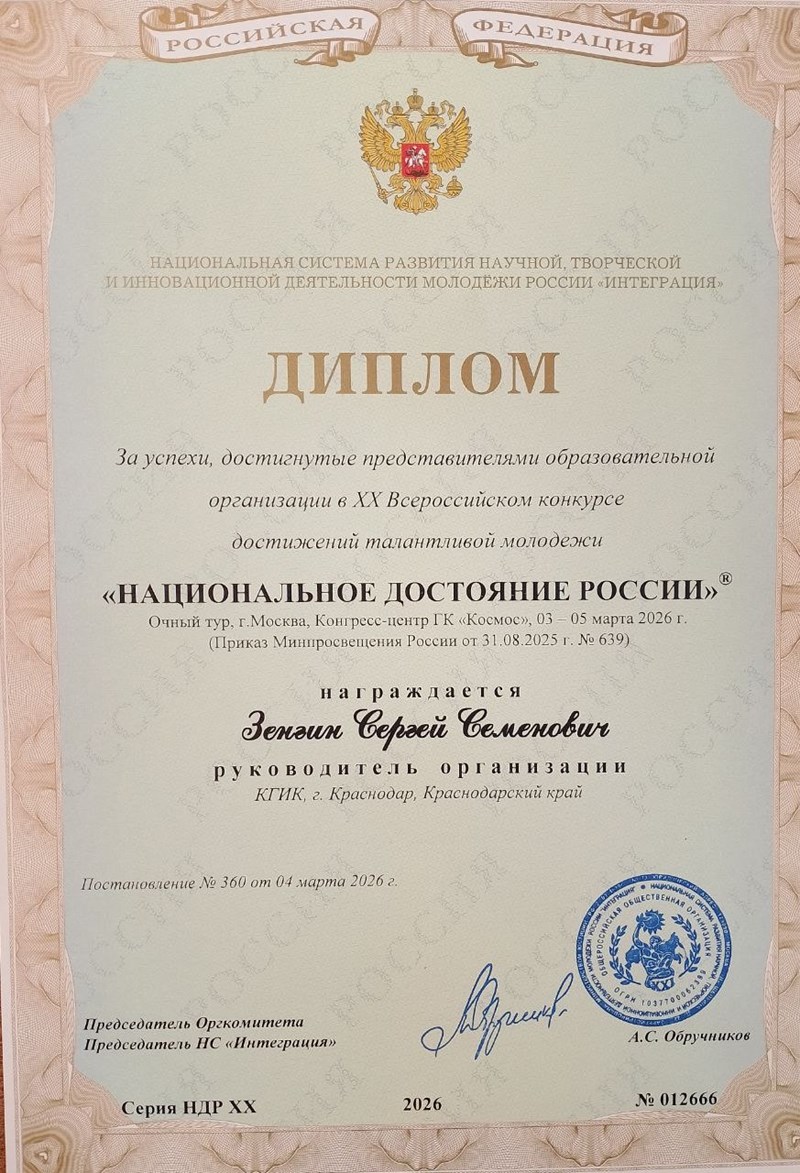 РОССИЙСКАЯ ФЕДЕРАЦИЯ
НАЦИОНАЛЬНАЯ СИСТЕМА РАЗВИТИЯ НАУЧНОЙ, ТВОРЧЕСКОЙ
И ИННОВАЦИОННОЙ ДЕЯТЕЛЬНОСТИ МОЛОДЁЖИ РОССИИ «ИНТЕГРАЦИЯ»
ДИПЛОМ
За успехи, достигнутые представителями образовательной
организации в XX Всероссийском конкурсе
достижений талантливой молодежи
«НАЦИОНАЛЬНОЕ ДОСТОЯНИЕ РОССИИ»®
Очный тур, г.Москва, Конгресс-центр ГК «Космос», 03 – 05 марта 2026 г.
(Приказ Минпросвещения России от 31.08.2025 г. № 639)
награждается
Зенгин Сергей Семенович
руководитель организации
КГИК, г. Краснодар, Краснодарский край
Постановление № 360 от 04 марта 2026 г.
ОБЩЕРОССИЙСКАЯ ОБЩЕСТВЕННАЯ ОРГАНИЗАЦИЯ
XXI
Председатель Оргкомитета
Председатель НС «Интеграция»
А.С. Обручников
Серия НДР XX
2026
№ 012666